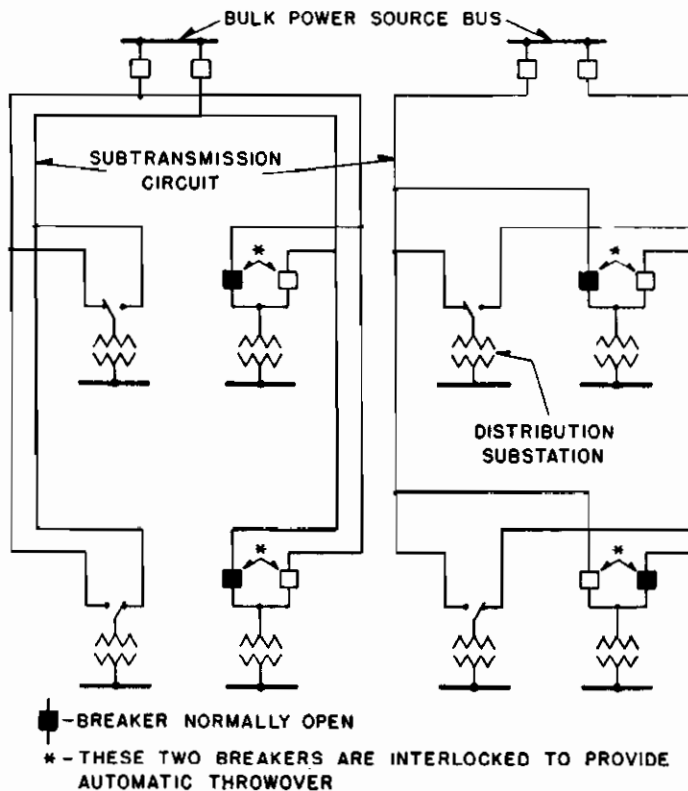 BULK POWER SOURCE BUS
SUBTRANSMISSION
CIRCUIT
*
*
DISTRIBUTION
SUBSTATION
*
*
-BREAKER NORMALLY OPEN
* - THESE TWO BREAKERS ARE INTERLOCKED TO PROVIDE
AUTOMATIC THROWOVER